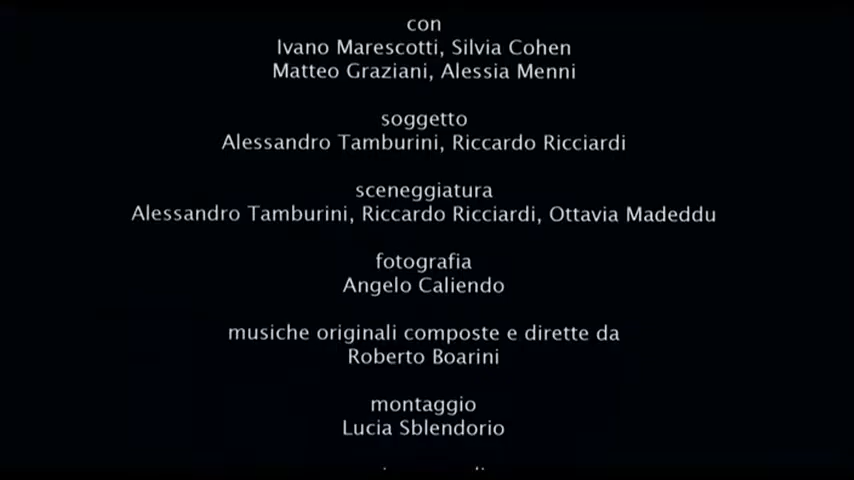 con
Ivano Marescotti, Silvia Cohen
Matteo Graziani, Alessia Menni
soggetto
Alessandro Tamburini, Riccardo Ricciardi
sceneggiatura
Alessandro Tamburini, Riccardo Ricciardi, Ottavia Madeddu
fotografia
Angelo Caliendo
musiche originali composte e dirette da
Roberto Boarini
montaggio
Lucia Sblendorio